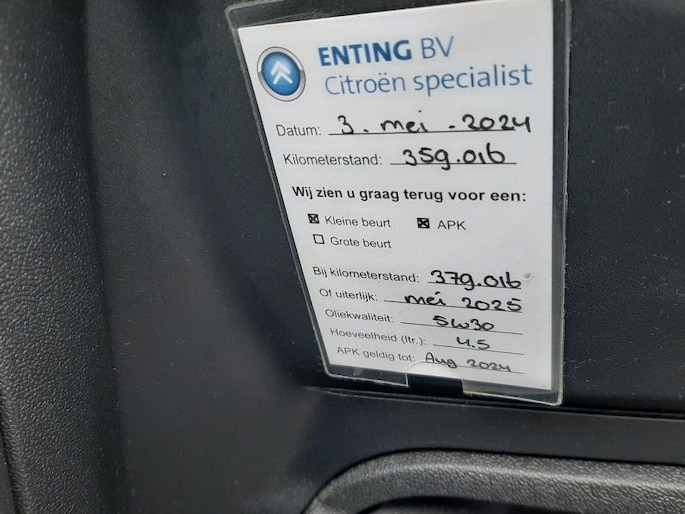 ENTING BV
Citroën specialist
Datum: 3. mei - 2024
Kilometerstand: 359.016
Wij zien u graag terug voor een:
☒ Kleine beurt ☒ APK
☐ Grote beurt
Bij kilometerstand: 379.016
Of uiterlijk: mei 2025
Oliekwaliteit: 5w30
Hoeveelheid (ltr.): 4.5
APK geldig tot: Aug 2024